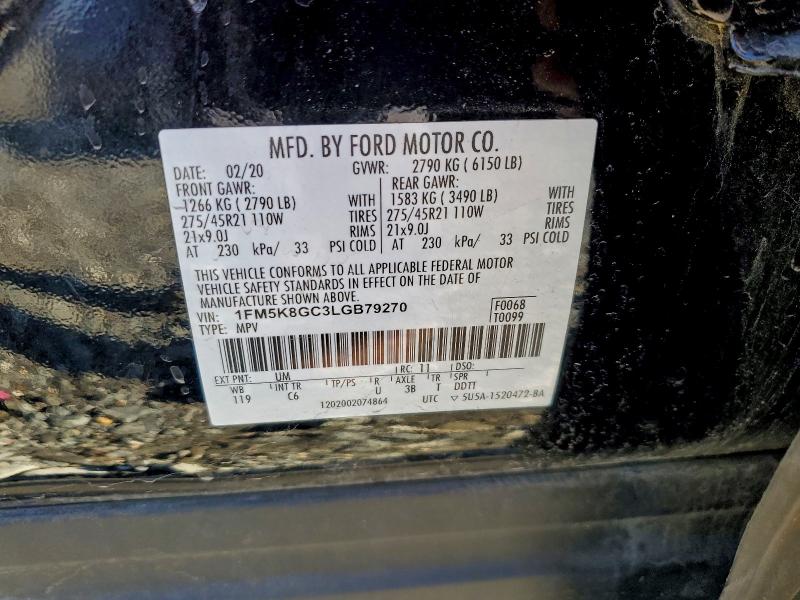 MFD. BY FORD MOTOR CO.
DATE: 02/20 GVWR: 2790 KG ( 6150 LB)
FRONT GAWR: REAR GAWR:
1266 KG ( 2790 LB) WITH 1583 KG ( 3490 LB) WITH
275/45R21 110W TIRES 275/45R21 110W TIRES
21x9.0J RIMS 21x9.0J RIMS
AT 230 kPa/ 33 PSI COLD AT 230 kPa/ 33 PSI COLD
THIS VEHICLE CONFORMS TO ALL APPLICABLE FEDERAL MOTOR
VEHICLE SAFETY STANDARDS IN EFFECT ON THE DATE OF
MANUFACTURE SHOWN ABOVE.
VIN: 1FM5K8GC3LGB79270 F0068
TYPE: MPV T0099
EXT PNT: UM RC: 11 DSO:
WB INT TR TP/PS R AXLE TR SPR
119 C6 U 3B T DDTT
1202002074864 UTC ▽ 5U5A-1520472-BA